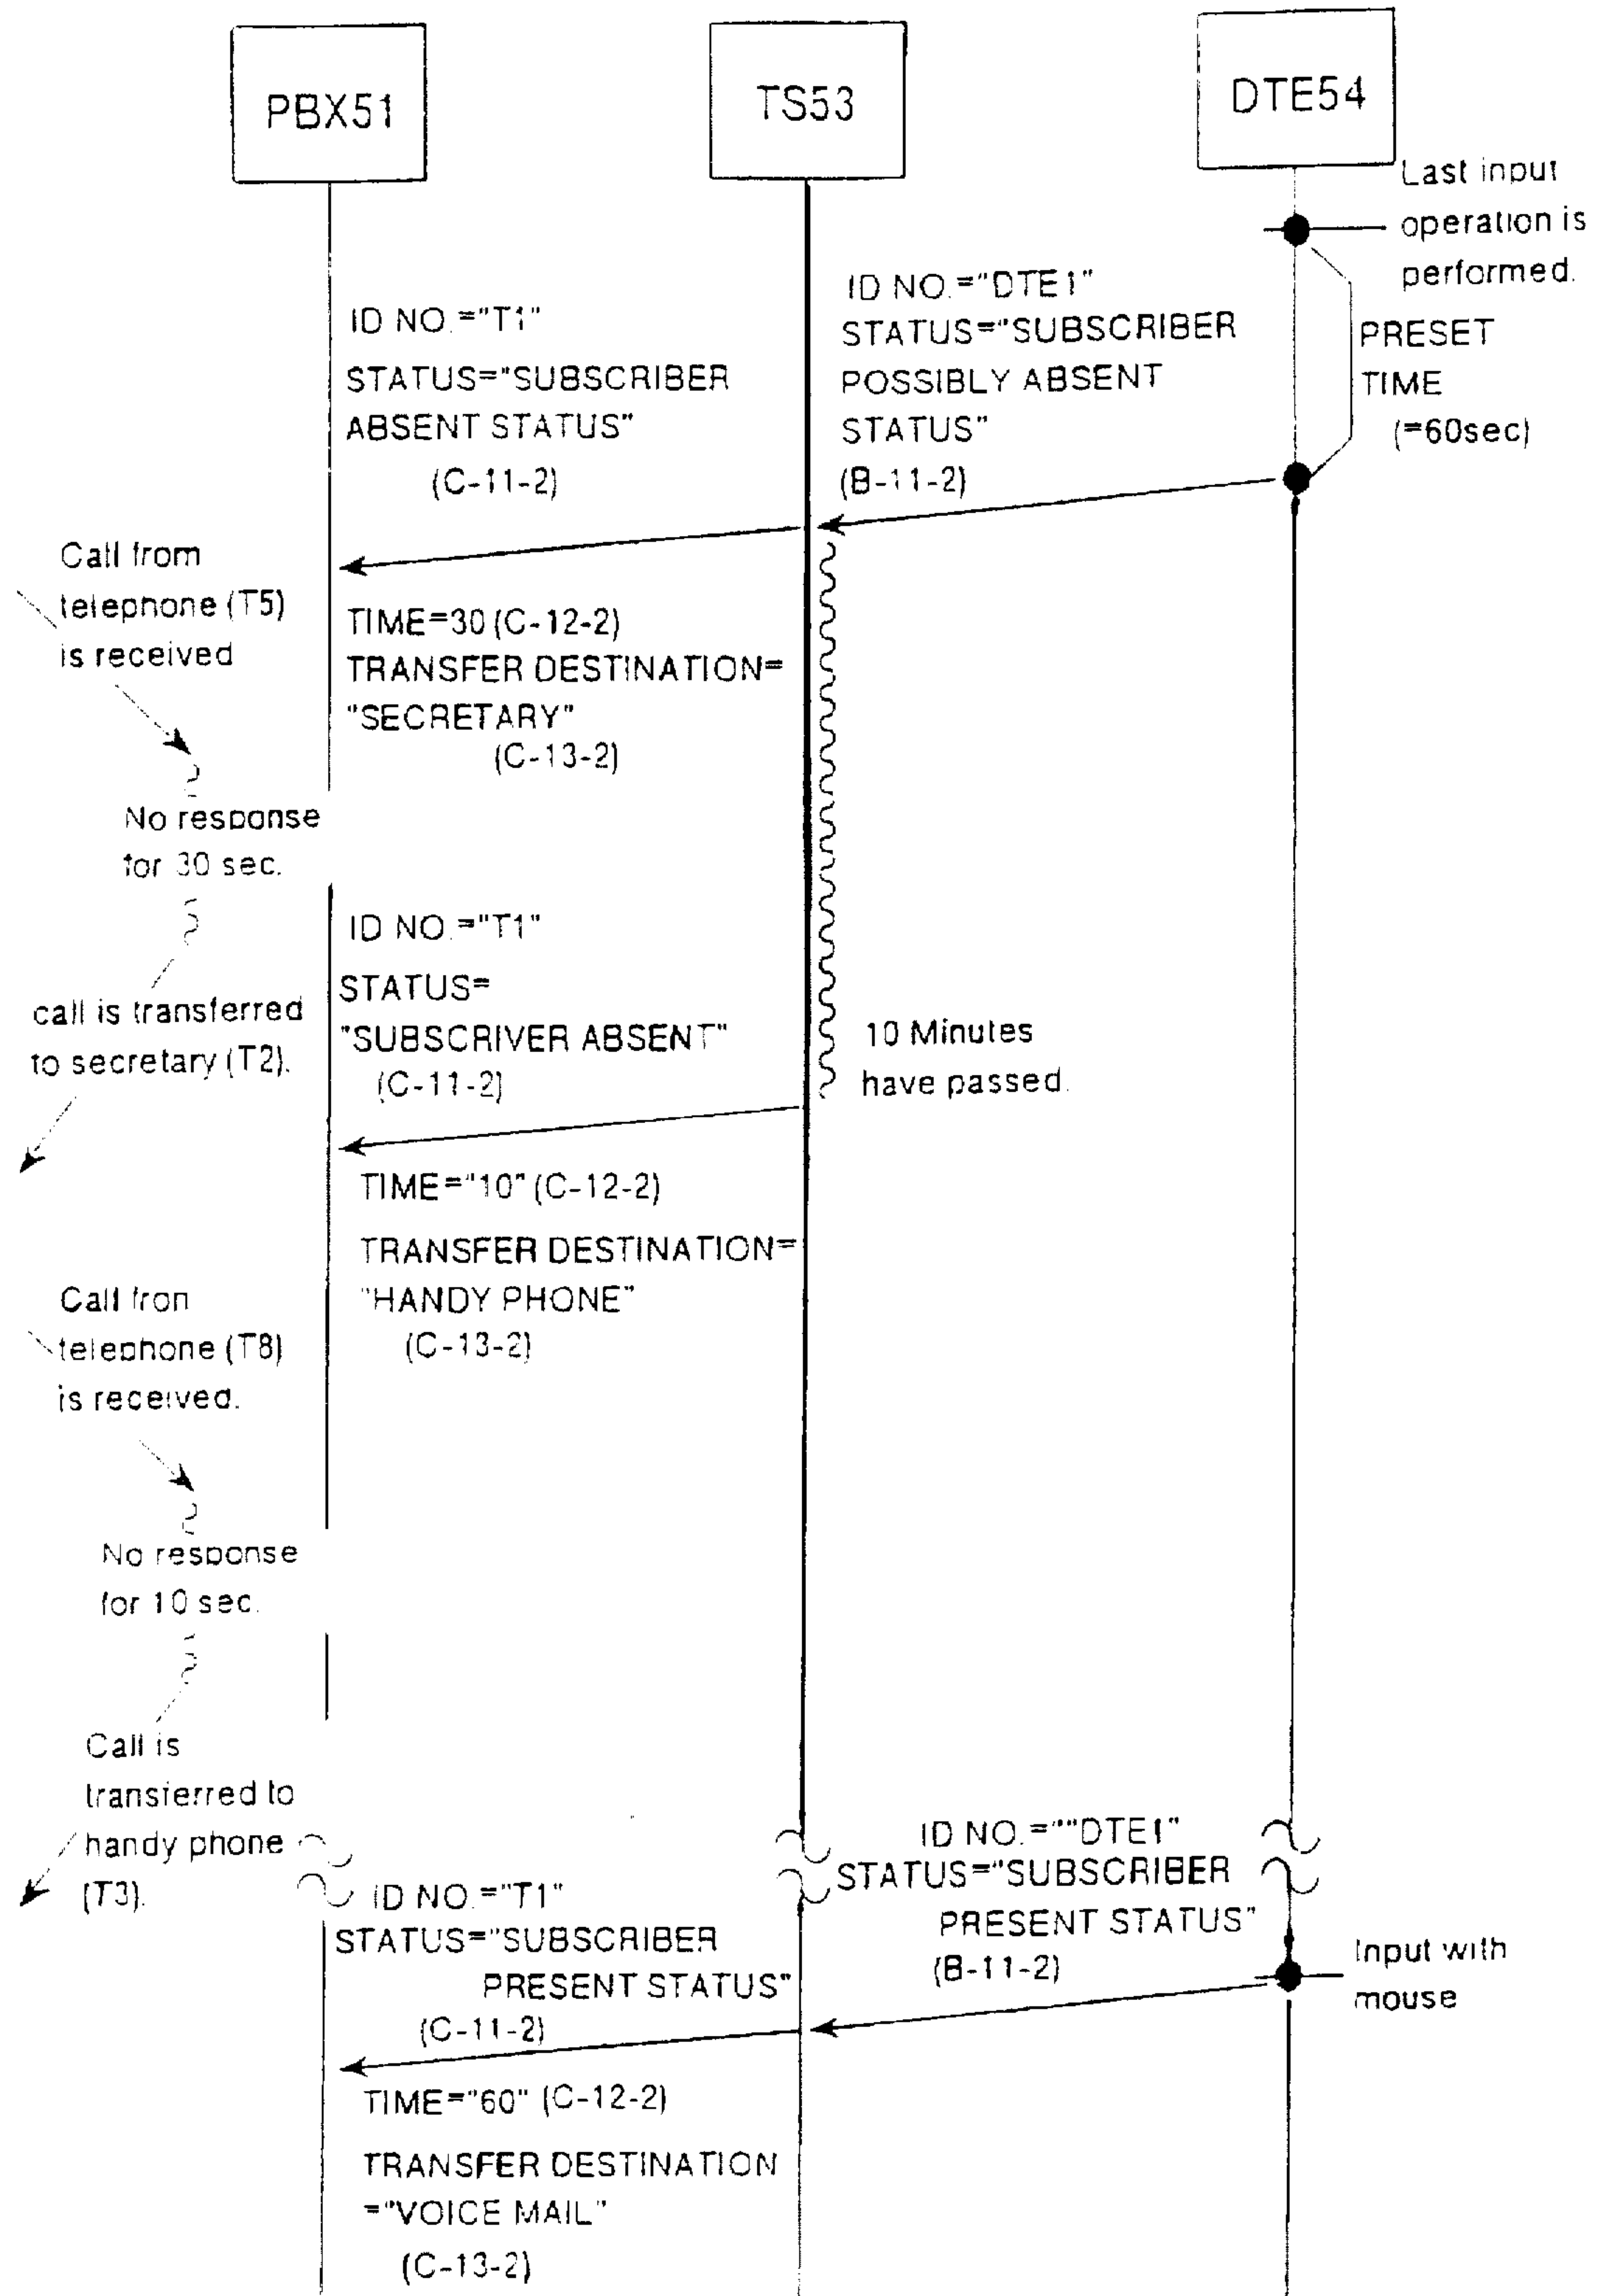 PBX51
TS53
DTE54
Last input
operation is
performed.
ID NO.="DTE1"
STATUS="SUBSCRIBER
POSSIBLY ABSENT
STATUS"
(B-11-2)
PRESET
TIME
(=60sec)
ID NO.="T1"
STATUS="SUBSCRIBER
ABSENT STATUS"
(C-11-2)
Call from
telephone (T5)
is received
TIME=30 (C-12-2)
TRANSFER DESTINATION=
"SECRETARY"
(C-13-2)
No response
for 30 sec.
ID NO.="T1"
STATUS=
"SUBSCRIVER ABSENT"
(C-11-2)
call is transferred
to secretary (T2).
10 Minutes
have passed.
TIME="10" (C-12-2)
TRANSFER DESTINATION=
"HANDY PHONE"
(C-13-2)
Call fron
telephone (T8)
is received.
No response
for 10 sec.
Call is
transferred to
handy phone
(T3).
ID NO.=""DTE1"
STATUS="SUBSCRIBER
PRESENT STATUS"
(B-11-2)
Input with
mouse
ID NO.="T1"
STATUS="SUBSCRIBER
PRESENT STATUS"
(C-11-2)
TIME="60" (C-12-2)
TRANSFER DESTINATION
="VOICE MAIL"
(C-13-2)